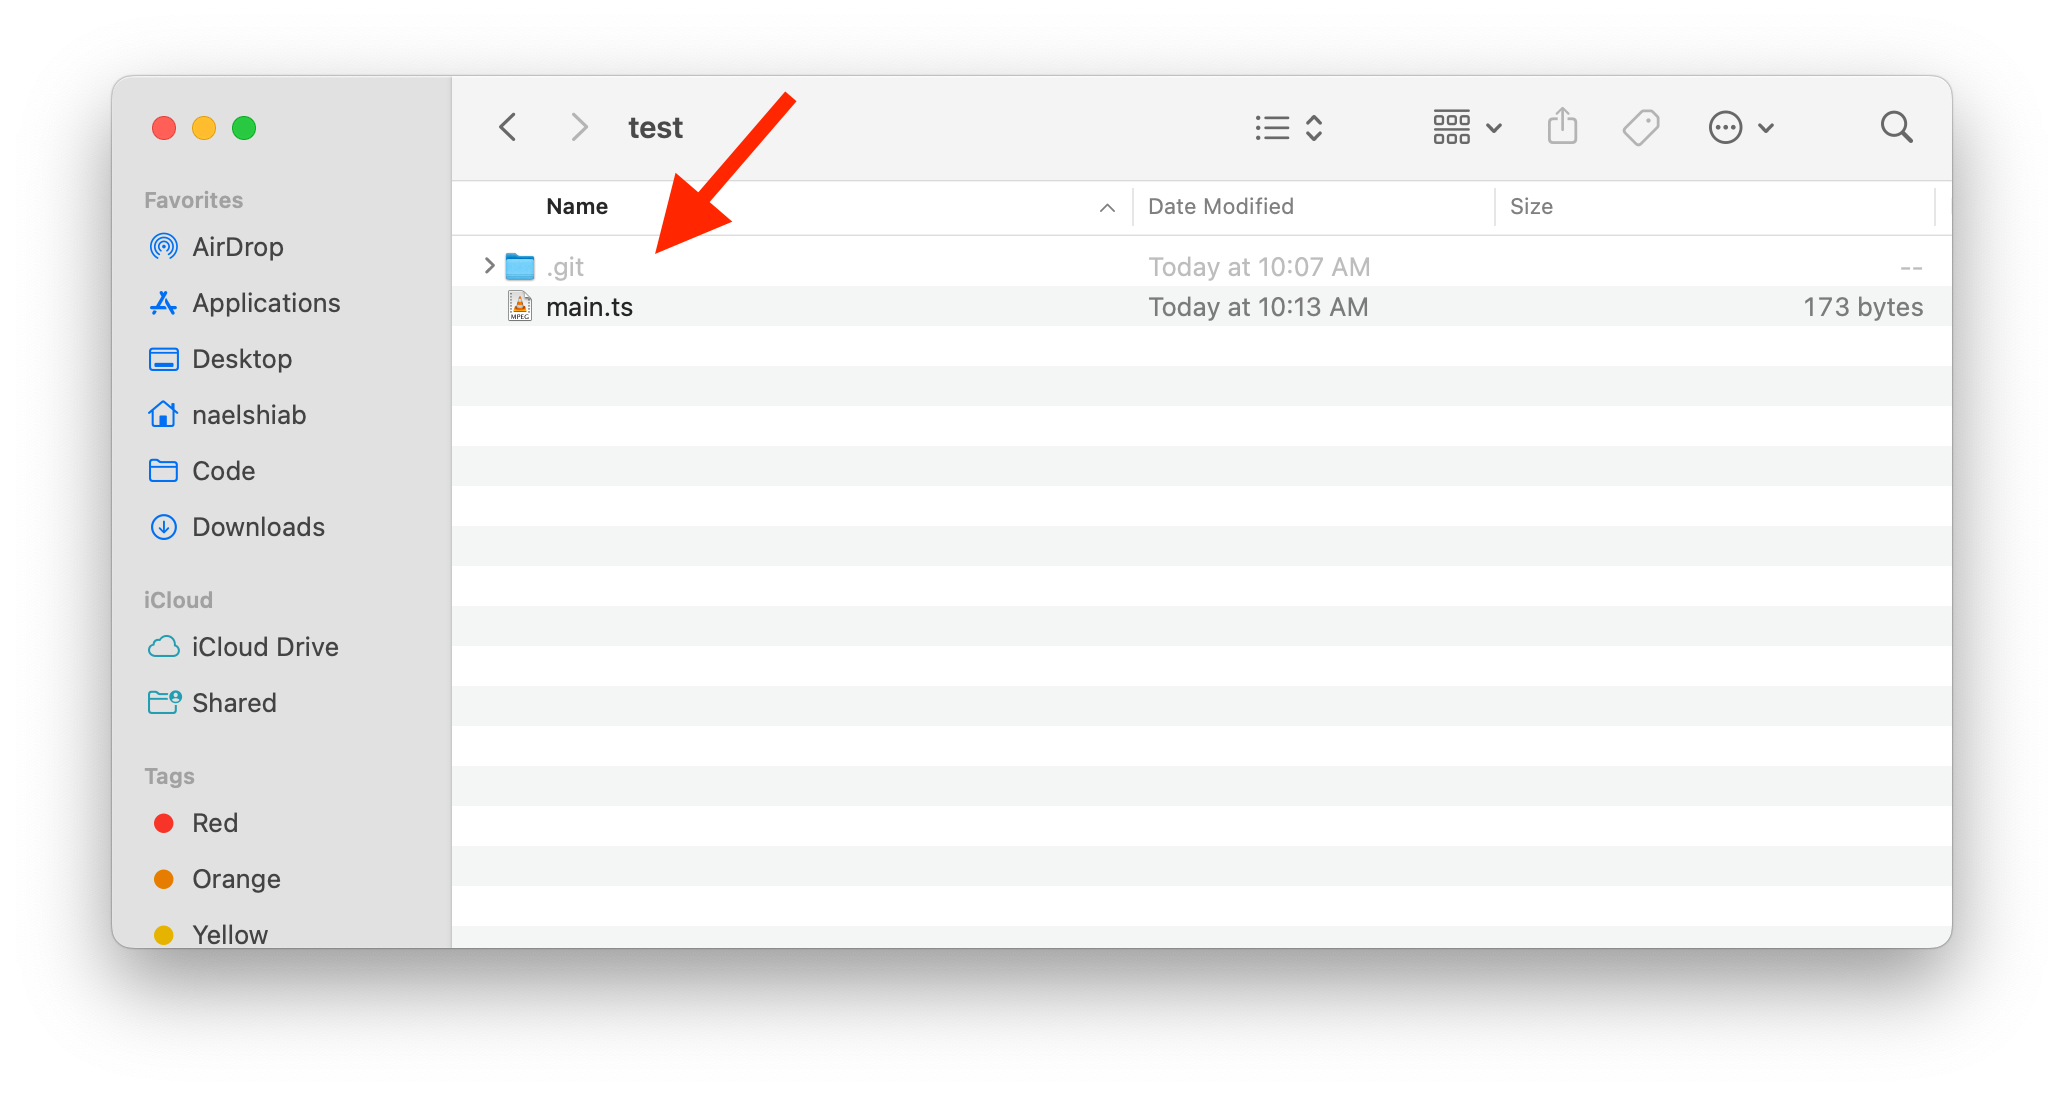 test
Favorites
AirDrop
Applications
Desktop
naelshiab
Code
Downloads
iCloud
iCloud Drive
Shared
Tags
Red
Orange
Yellow
Name Date Modified Size
.git Today at 10:07 AM --
MPEG main.ts Today at 10:13 AM 173 bytes